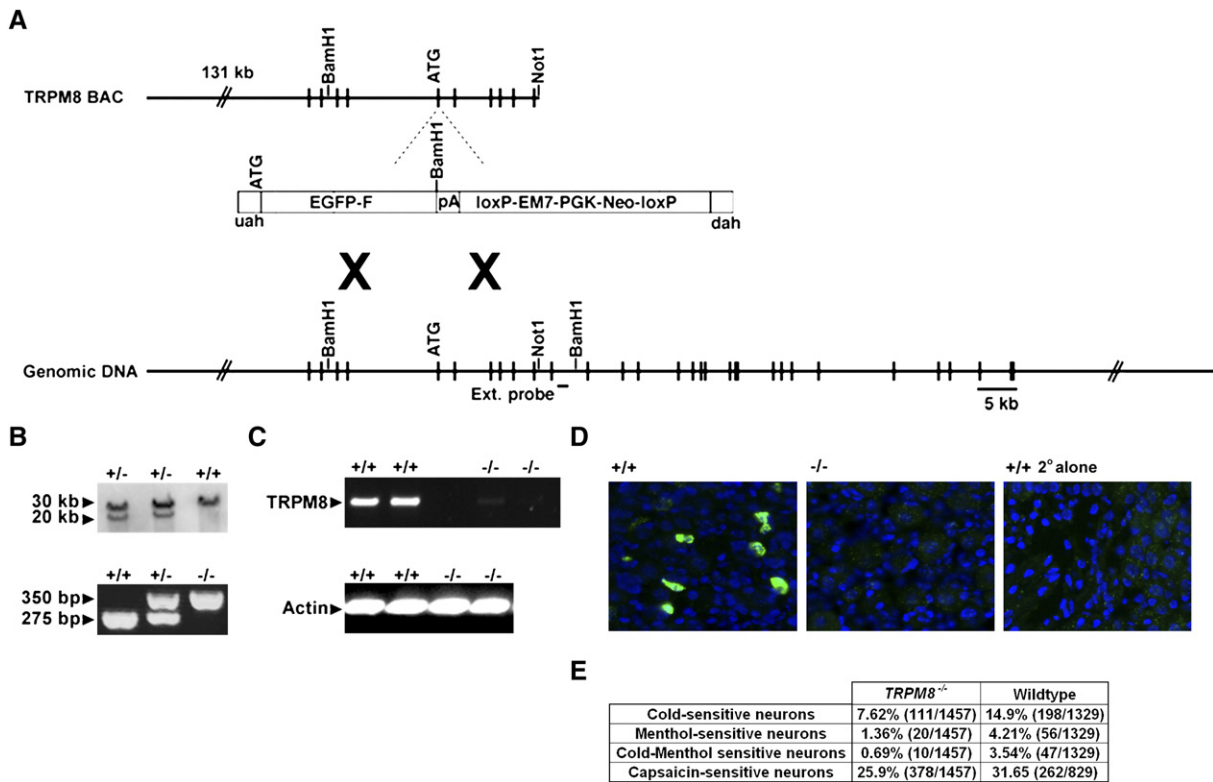 A
131 kb
BamH1
ATG
Not1
TRPM8 BAC
BamH1
ATG
EGFP-F
pA
loxP-EM7-PGK-Neo-loxP
uah
dah
X X
BamH1
ATG
Not1
BamH1
Genomic DNA
Ext. probe
5 kb
B
+/- +/- +/+
30 kb
20 kb
+/+ +/- -/-
350 bp
275 bp
C
+/+ +/+ -/- -/-
TRPM8
+/+ +/+ -/- -/-
Actin
D
+/+ -/- +/+ 2° alone
E
TRPM8 -/- Wildtype
Cold-sensitive neurons 7.62% (111/1457) 14.9% (198/1329)
Menthol-sensitive neurons 1.36% (20/1457) 4.21% (56/1329)
Cold-Menthol sensitive neurons 0.69% (10/1457) 3.54% (47/1329)
Capsaicin-sensitive neurons 25.9% (378/1457) 31.65 (262/829)